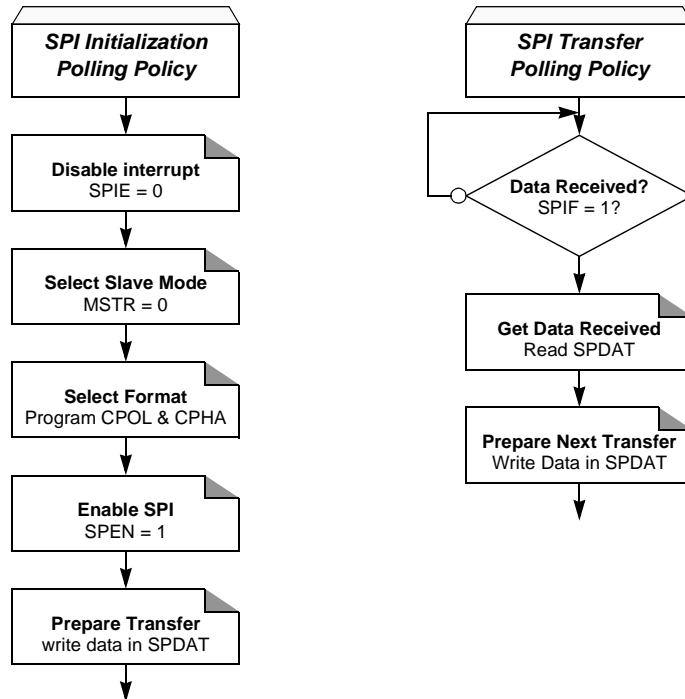 SPI Initialization
Polling Policy
Disable interrupt
SPIE = 0
Select Slave Mode
MSTR = 0
Select Format
Program CPOL & CPHA
Enable SPI
SPEN = 1
Prepare Transfer
write data in SPDAT
SPI Transfer
Polling Policy
Data Received?
SPIF = 1?
Get Data Received
Read SPDAT
Prepare Next Transfer
Write Data in SPDAT